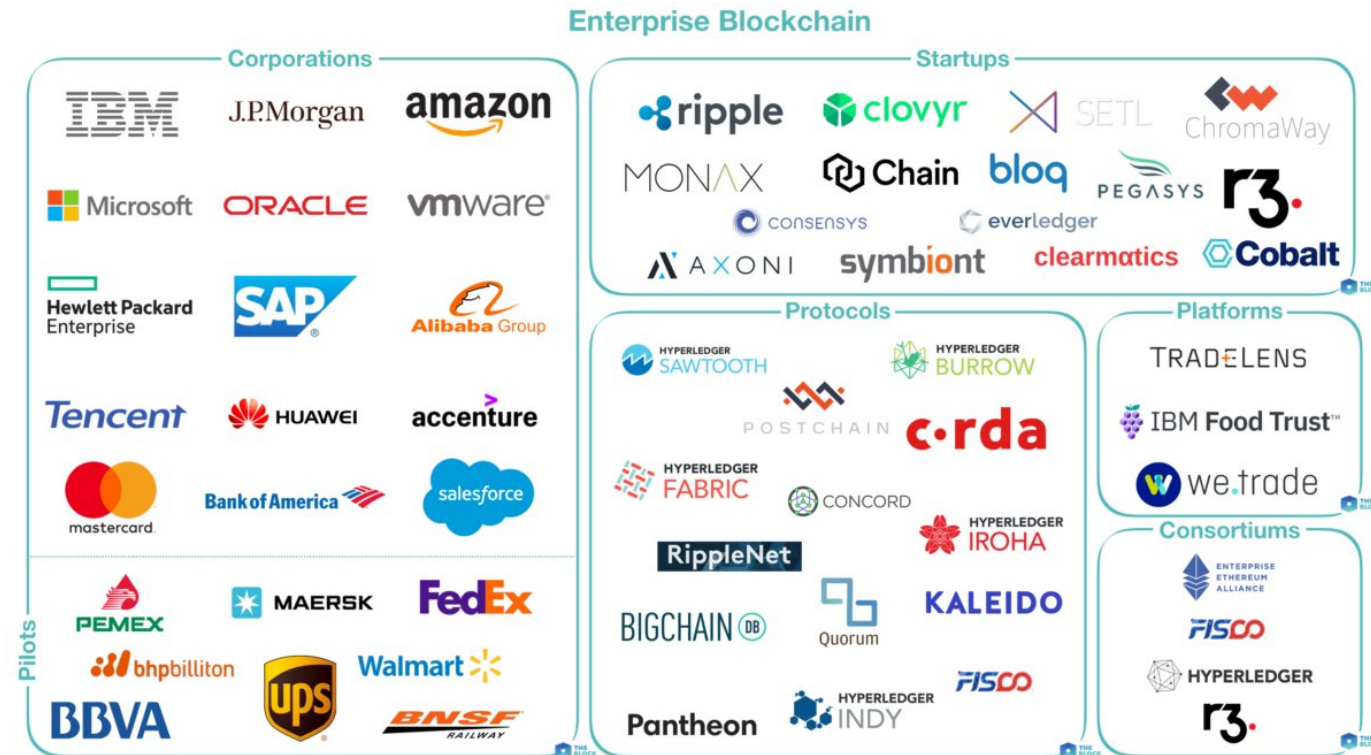 Enterprise Blockchain
Corporations
IBM
J.P.Morgan
amazon
Microsoft
ORACLE
vmware®
Hewlett Packard
Enterprise
SAP®
Alibaba Group
Tencent
HUAWEI
accenture
mastercard.
Bank of America
salesforce
Pilots
PEMEX
MAERSK
FedEx
bhpbilliton
ups
Walmart
BBVA
BNSF
RAILWAY
THE
BLOCK
Startups
ripple
clovyr
SETL
ChromaWay
MONAX
Chain
bloq
PEGASYS
r3.
CONSENSYS
everledger
AXONI
symbiont
clearmatics
Cobalt
Protocols
HYPERLEDGER
SAWTOOTH
HYPERLEDGER
BURROW
POSTCHAIN
c·rda
HYPERLEDGER
FABRIC
CONCORD
HYPERLEDGER
IROHA
RippleNet
BIGCHAIN DB
Quorum
KALEIDO
FISCO
Pantheon
HYPERLEDGER
INDY
Platforms
TRADELENS
IBM Food Trust™
we.trade
Consortiums
ENTERPRISE
ETHEREUM
ALLIANCE
FISCO
HYPERLEDGER
r3.